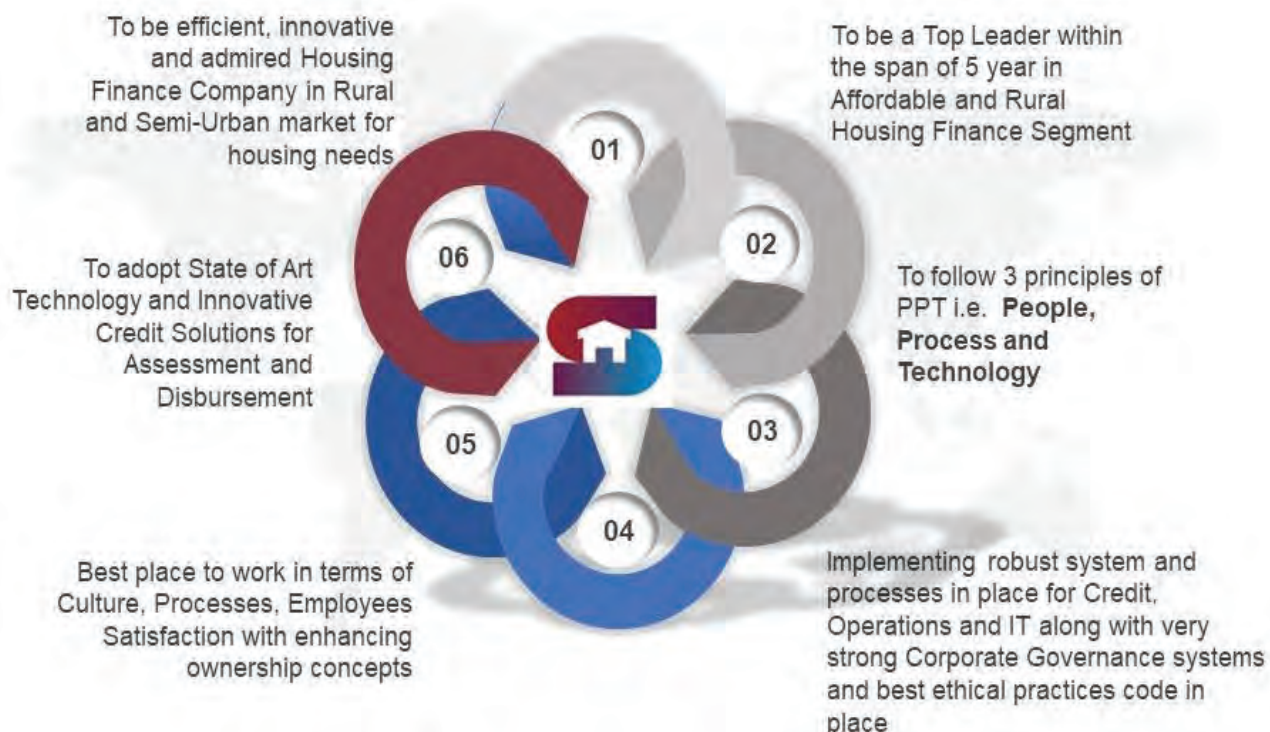 To be efficient, innovative
and admired Housing
Finance Company in Rural
and Semi-Urban market for
housing needs
To be a Top Leader within
the span of 5 year in
Affordable and Rural
Housing Finance Segment
01
02
06
To adopt State of Art
Technology and Innovative
Credit Solutions for
Assessment and
Disbursement
To follow 3 principles of
PPT i.e. People,
Process and
Technology
05
03
04
Best place to work in terms of
Culture, Processes, Employees
Satisfaction with enhancing
ownership concepts
Implementing robust system and
processes in place for Credit,
Operations and IT along with very
strong Corporate Governance systems
and best ethical practices code in
place